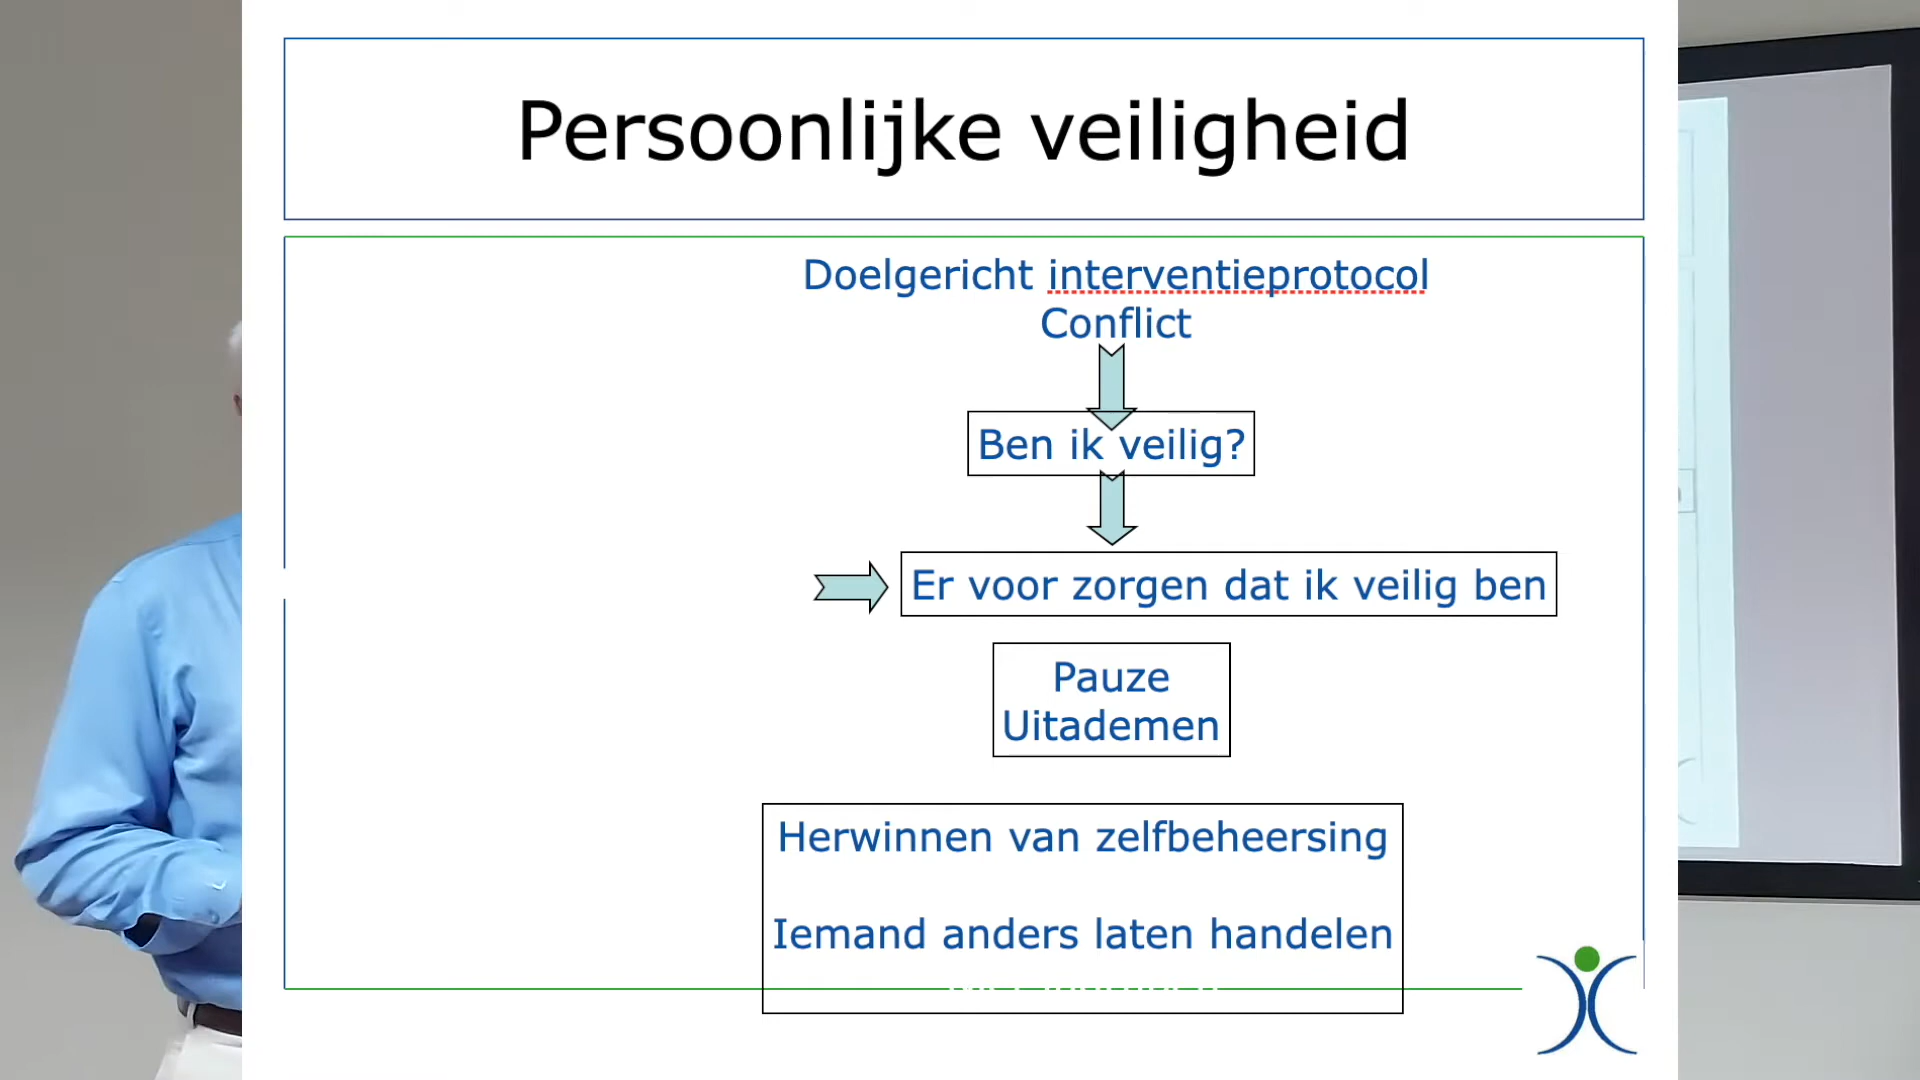 Persoonlijke veiligheid
Doelgericht interventieprotocol
Conflict
Ben ik veilig?
Er voor zorgen dat ik veilig ben
Pauze
Uitademen
Herwinnen van zelfbeheersing
Iemand anders laten handelen